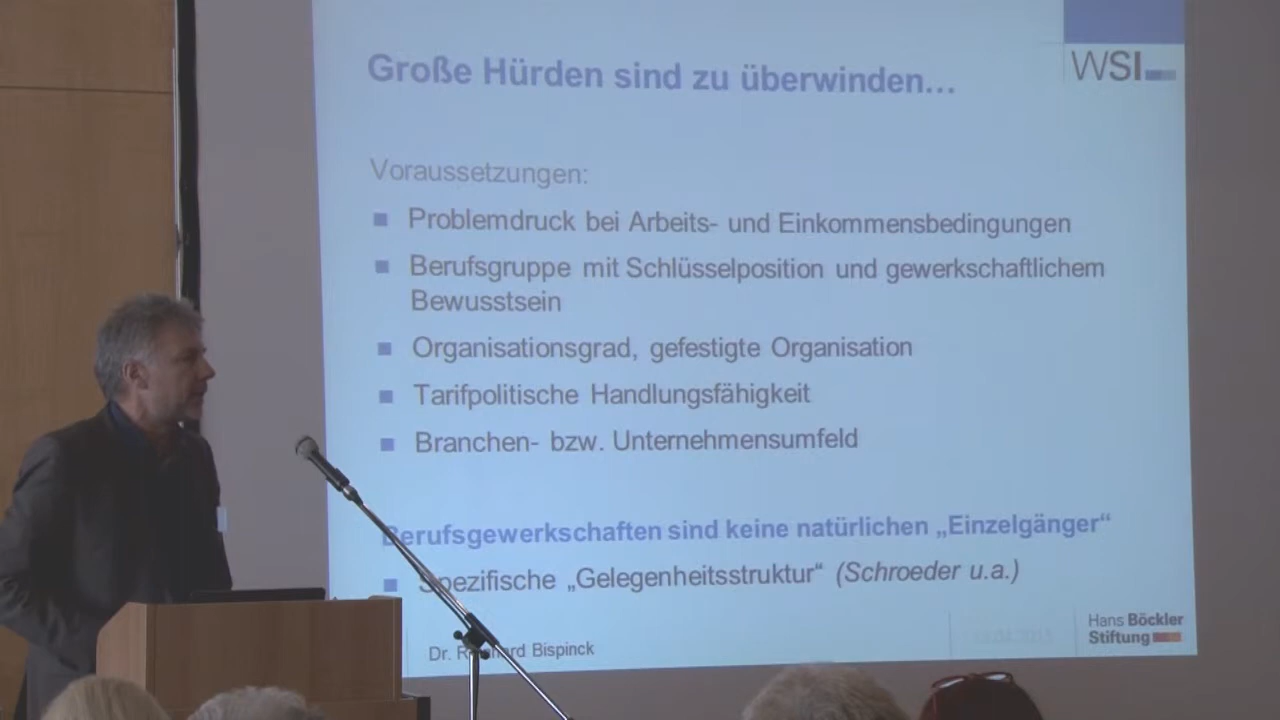 WSI
Große Hürden sind zu überwinden…
Voraussetzungen:
Problemdruck bei Arbeits- und Einkommensbedingungen
Berufsgruppe mit Schlüsselposition und gewerkschaftlichem
Bewusstsein
Organisationsgrad, gefestigte Organisation
Tarifpolitische Handlungsfähigkeit
Branchen- bzw. Unternehmensumfeld
Berufsgewerkschaften sind keine natürlichen „Einzelgänger“
Spezifische „Gelegenheitsstruktur“ (Schroeder u.a.)
Dr. Reinhard Bispinck
Hans Böckler
Stiftung